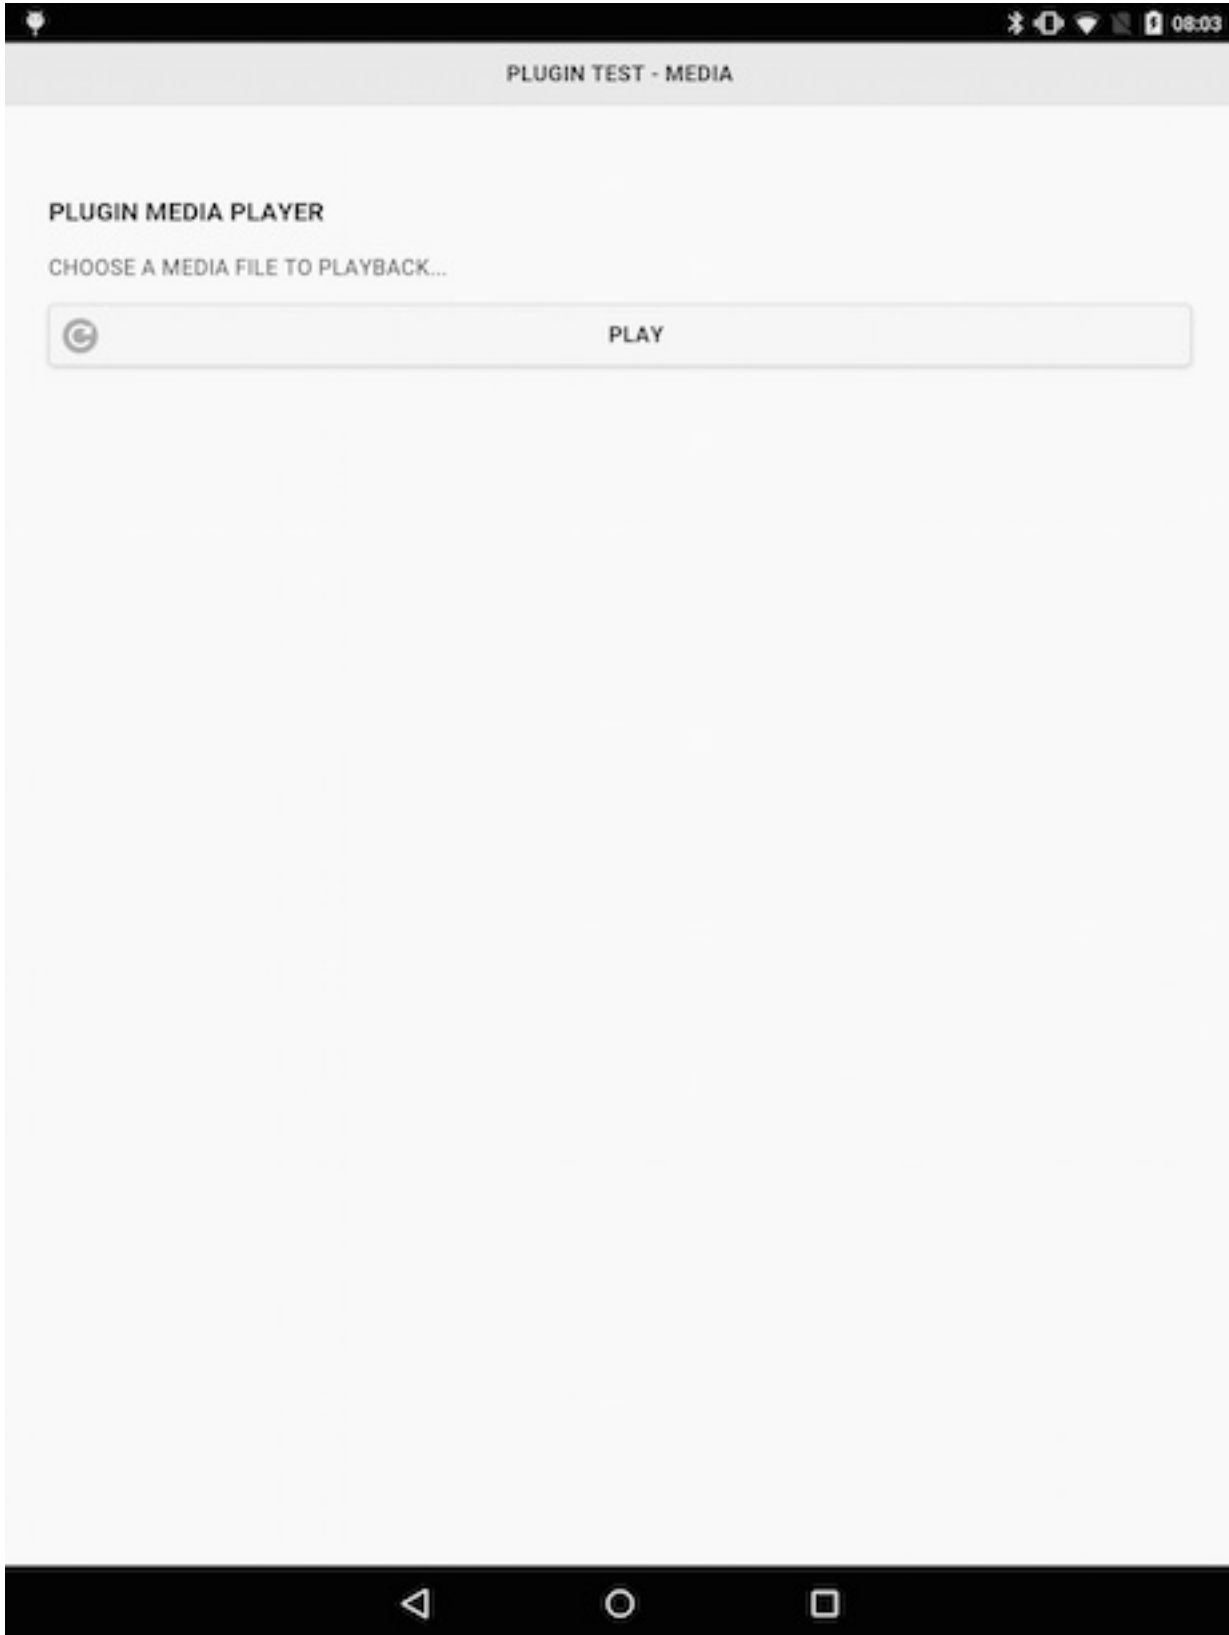 08:03
PLUGIN TEST - MEDIA
PLUGIN MEDIA PLAYER
CHOOSE A MEDIA FILE TO PLAYBACK...
PLAY